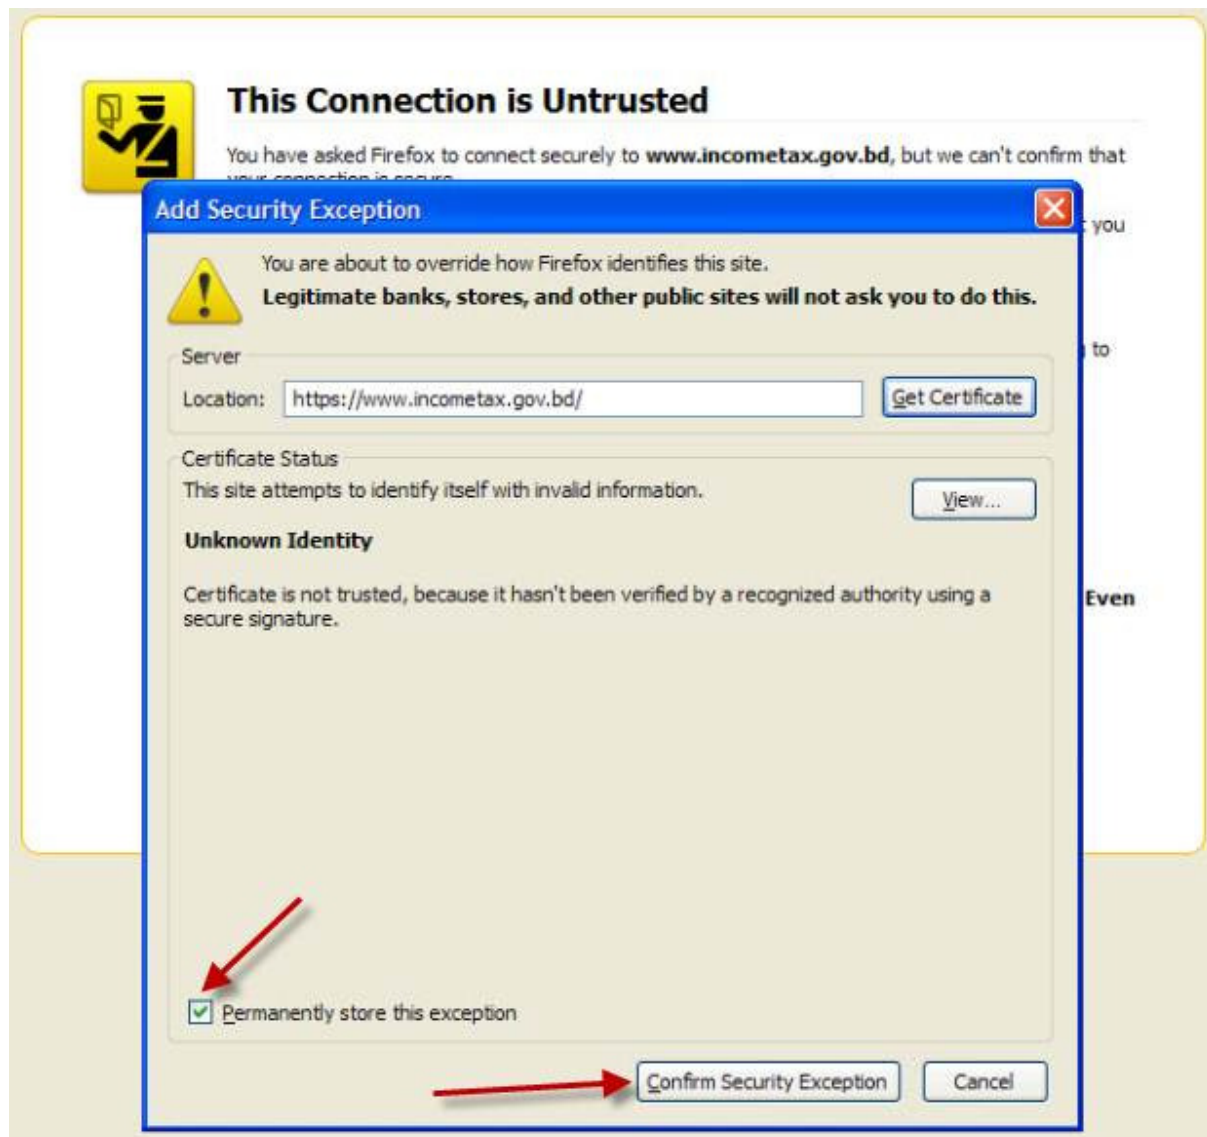 This Connection is Untrusted
You have asked Firefox to connect securely to www.incometax.gov.bd, but we can't confirm that
your connection is secure.
Add Security Exception
you
You are about to override how Firefox identifies this site.
Legitimate banks, stores, and other public sites will not ask you to do this.
Server
to
Location: https://www.incometax.gov.bd/ Get Certificate
Certificate Status
This site attempts to identify itself with invalid information.
View...
Unknown Identity
Certificate is not trusted, because it hasn't been verified by a recognized authority using a
secure signature.
Even
Permanently store this exception
Confirm Security Exception Cancel